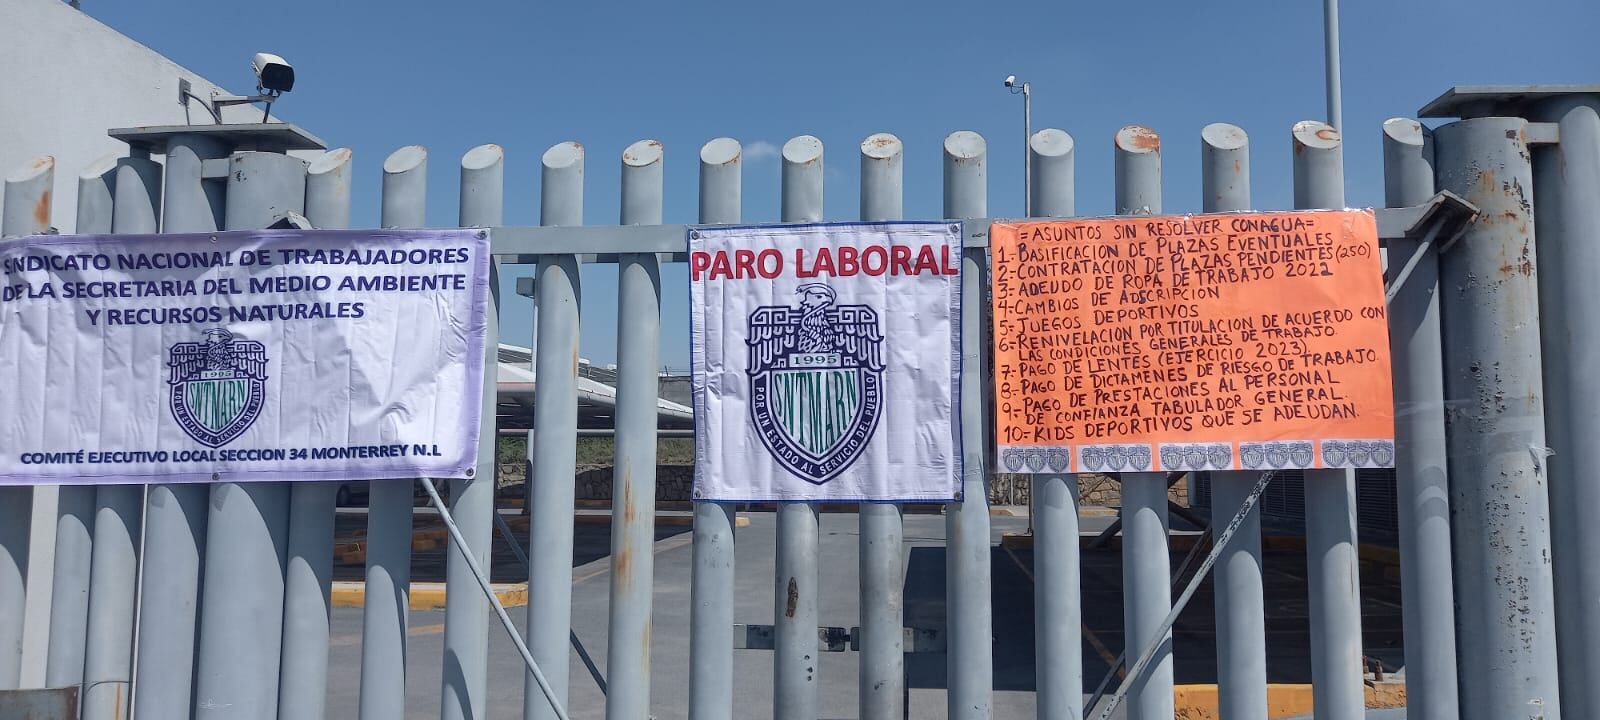 SINDICATO NACIONAL DE TRABAJADORES
DE LA SECRETARIA DEL MEDIO AMBIENTE
Y RECURSOS NATURALES
1995
SNTMARN
POR UN ESTADO AL SERVICIO DEL PUEBLO
COMITÉ EJECUTIVO LOCAL SECCION 34 MONTERREY N.L
PARO LABORAL
1995
SNTMARN
POR UN ESTADO AL SERVICIO DEL PUEBLO
=ASUNTOS SIN RESOLVER CONAGUA=
1.-BASIFICACION DE PLAZAS EVENTUALES
2-CONTRATACION DE PLAZAS PENDIENTES(250)
3-ADEUDO DE ROPA DE TRABAJO 2022
4-CAMBIOS DE ADSCRIPCION
5-JUEGOS DEPORTIVOS
6-RENIVELACION POR TITULACION DE ACUERDO CON
LAS CONDICIONES GENERALES DE TRABAJO.
7-PAGO DE LENTES (EJERCICIO 2023)
8-PAGO DE DICTAMENES DE RIESGO DE TRABAJO.
9-PAGO DE PRESTACIONES AL PERSONAL
DE CONFIANZA TABULADOR GENERAL.
10-KIDS DEPORTIVOS QUE SE ADEUDAN.